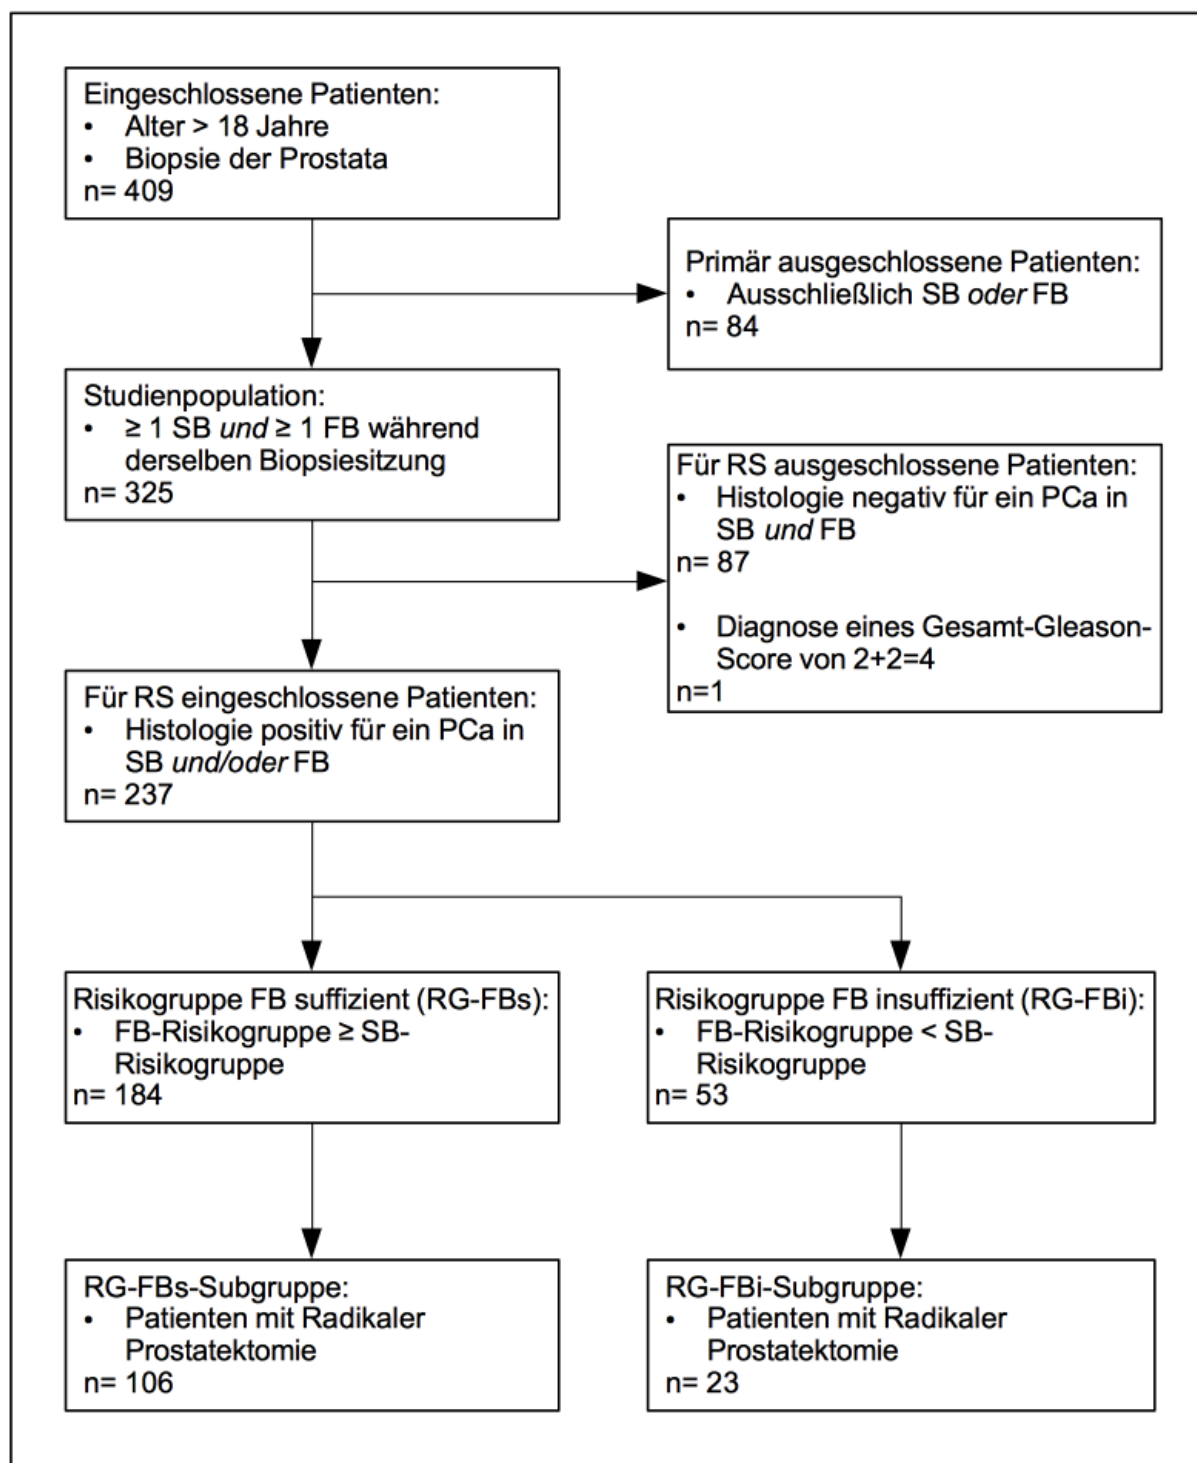 Eingeschlossene Patienten:
• Alter > 18 Jahre
• Biopsie der Prostata
n= 409
Primär ausgeschlossene Patienten:
• Ausschließlich SB oder FB
n= 84
Studienpopulation:
• ≥ 1 SB und ≥ 1 FB während
derselben Biopsiesitzung
n= 325
Für RS ausgeschlossene Patienten:
• Histologie negativ für ein PCa in
SB und FB
n= 87
• Diagnose eines Gesamt-Gleason-
Score von 2+2=4
n=1
Für RS eingeschlossene Patienten:
• Histologie positiv für ein PCa in
SB und/oder FB
n= 237
Risikogruppe FB suffizient (RG-FBs):
• FB-Risikogruppe ≥ SB-
Risikogruppe
n= 184
Risikogruppe FB insuffizient (RG-FBi):
• FB-Risikogruppe < SB-
Risikogruppe
n= 53
RG-FBs-Subgruppe:
• Patienten mit Radikaler
Prostatektomie
n= 106
RG-FBi-Subgruppe:
• Patienten mit Radikaler
Prostatektomie
n= 23